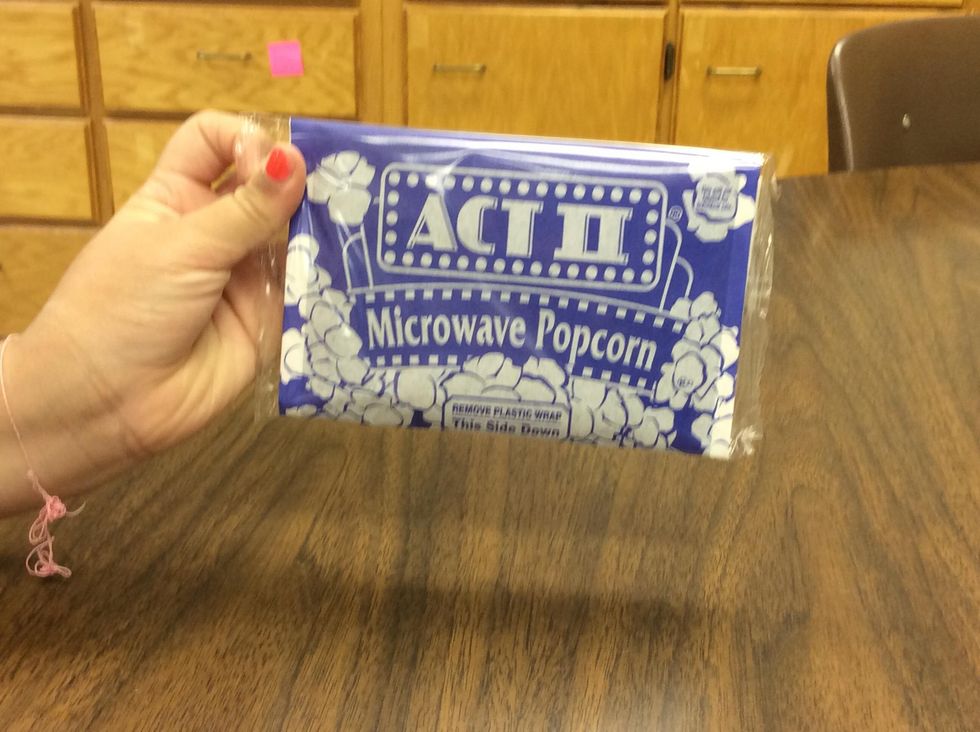 ACT II
®
Microwave Popcorn
REMOVE PLASTIC WRAP
This Side Down